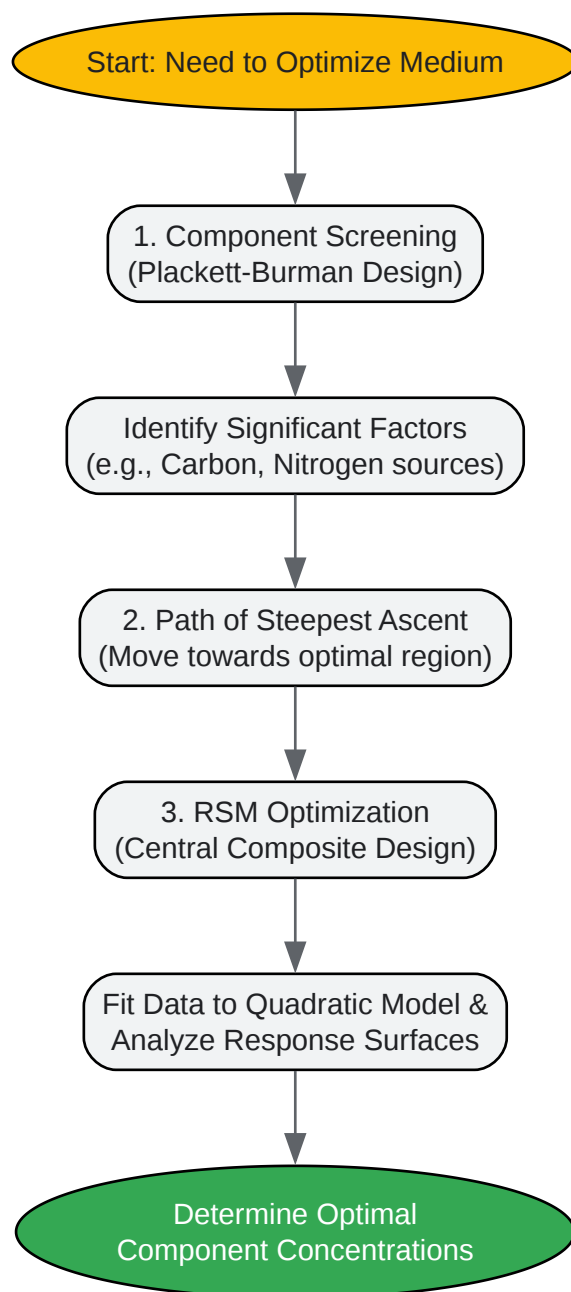 Start: Need to Optimize Medium
1. Component Screening
(Plackett-Burman Design)
Identify Significant Factors
(e.g., Carbon, Nitrogen sources)
2. Path of Steepest Ascent
(Move towards optimal region)
3. RSM Optimization
(Central Composite Design)
Fit Data to Quadratic Model &
Analyze Response Surfaces
Determine Optimal
Component Concentrations